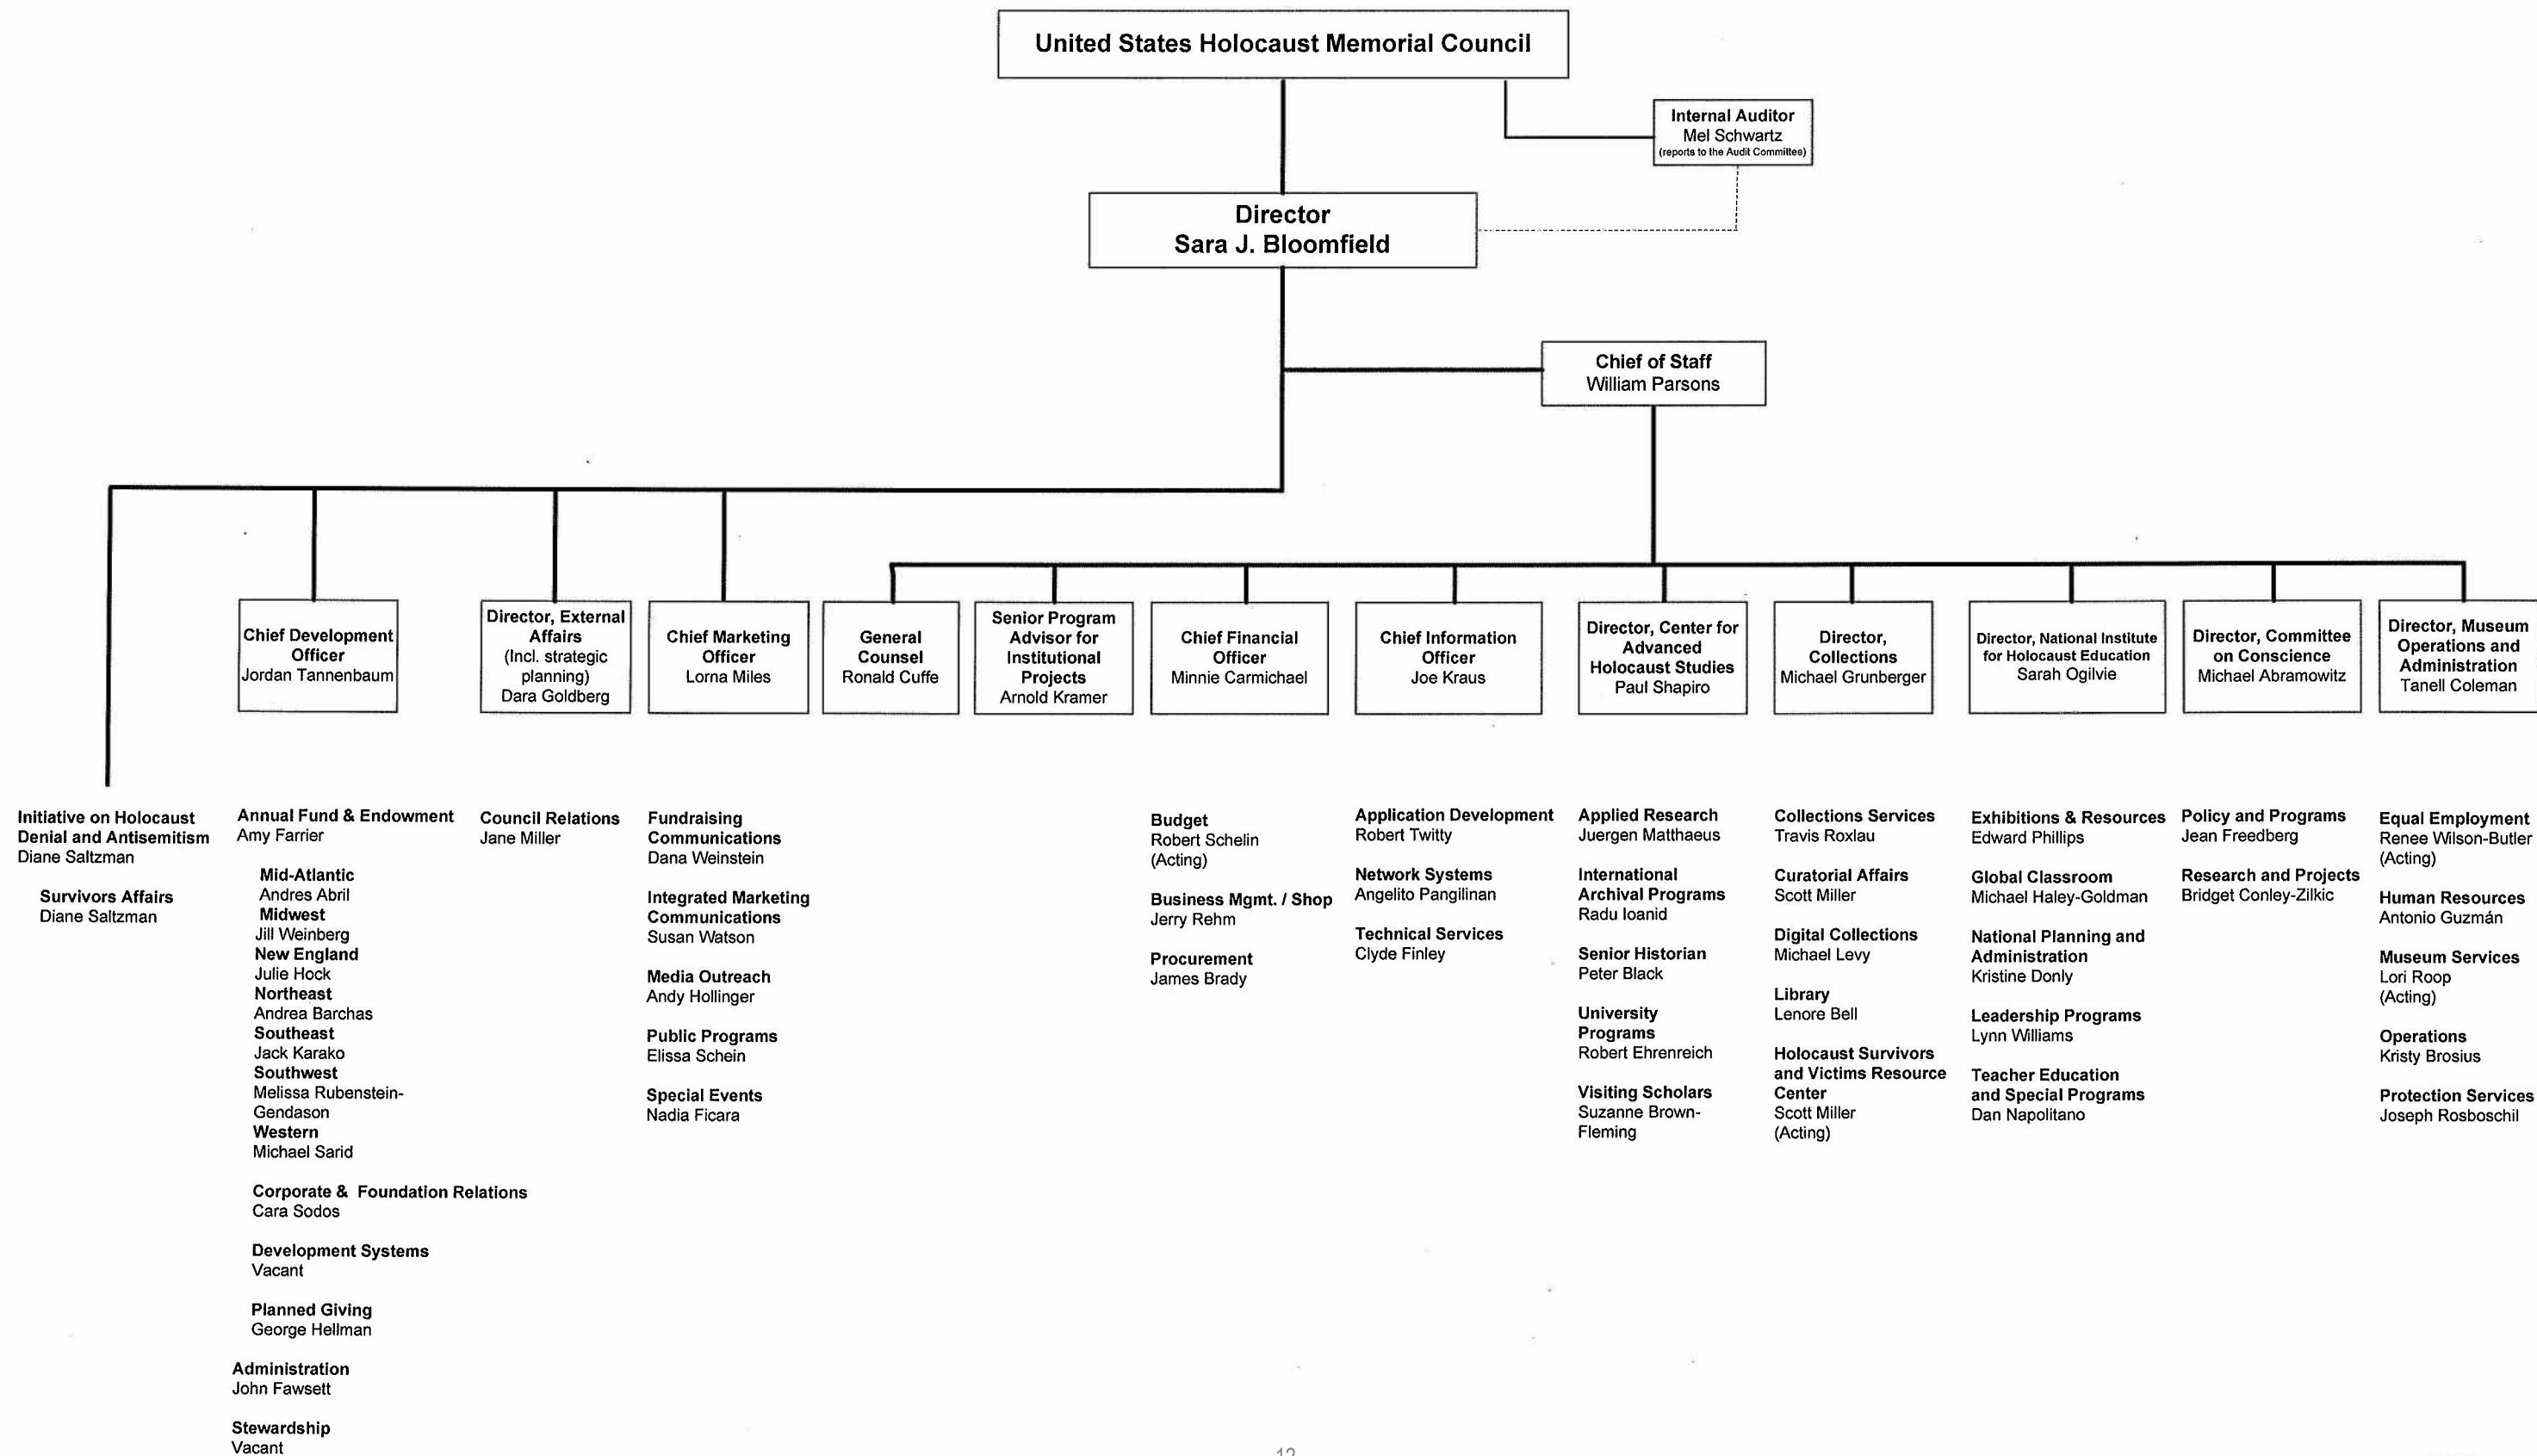 United States Holocaust Memorial Council
Internal Auditor
Mel Schwartz
(reports to the Audit Committee)
Director
Sara J. Bloomfield
Chief of Staff
William Parsons
Chief Development
Officer
Jordan Tannenbaum
Director, External
Affairs
(Incl. strategic
planning)
Dara Goldberg
Chief Marketing
Officer
Lorna Miles
General
Counsel
Ronald Cuffe
Senior Program
Advisor for
Institutional
Projects
Arnold Kramer
Chief Financial
Officer
Minnie Carmichael
Chief Information
Officer
Joe Kraus
Director, Center for
Advanced
Holocaust Studies
Paul Shapiro
Director,
Collections
Michael Grunberger
Director, National Institute
for Holocaust Education
Sarah Ogilvie
Director, Committee
on Conscience
Michael Abramowitz
Director, Museum
Operations and
Administration
Tanell Coleman
Initiative on Holocaust
Denial and Antisemitism
Diane Saltzman
Survivors Affairs
Diane Saltzman
Annual Fund & Endowment
Amy Farrier
Mid-Atlantic
Andres Abril
Midwest
Jill Weinberg
New England
Julie Hock
Northeast
Andrea Barchas
Southeast
Jack Karako
Southwest
Melissa Rubenstein-
Gendason
Western
Michael Sarid
Corporate & Foundation Relations
Cara Sodos
Development Systems
Vacant
Planned Giving
George Hellman
Administration
John Fawsett
Stewardship
Vacant
Council Relations
Jane Miller
Fundraising
Communications
Dana Weinstein
Integrated Marketing
Communications
Susan Watson
Media Outreach
Andy Hollinger
Public Programs
Elissa Schein
Special Events
Nadia Ficara
Budget
Robert Schelin
(Acting)
Business Mgmt. / Shop
Jerry Rehm
Procurement
James Brady
Application Development
Robert Twitty
Network Systems
Angelito Pangilinan
Technical Services
Clyde Finley
Applied Research
Juergen Matthaeus
International
Archival Programs
Radu Ioanid
Senior Historian
Peter Black
University
Programs
Robert Ehrenreich
Visiting Scholars
Suzanne Brown-
Fleming
Collections Services
Travis Roxlau
Curatorial Affairs
Scott Miller
Digital Collections
Michael Levy
Library
Lenore Bell
Holocaust Survivors
and Victims Resource
Center
Scott Miller
(Acting)
Exhibitions & Resources
Edward Phillips
Global Classroom
Michael Haley-Goldman
National Planning and
Administration
Kristine Donly
Leadership Programs
Lynn Williams
Teacher Education
and Special Programs
Dan Napolitano
Policy and Programs
Jean Freedberg
Research and Projects
Bridget Conley-Zilkic
Equal Employment
Renee Wilson-Butler
(Acting)
Human Resources
Antonio Guzmán
Museum Services
Lori Roop
(Acting)
Operations
Kristy Brosius
Protection Services
Joseph Rosboschil
12